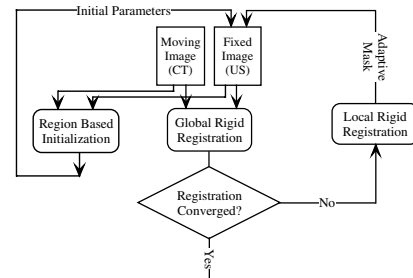 Initial Parameters
Moving
Image
(CT)
Fixed
Image
(US)
Adaptive
Mask
Region Based
Initialization
Global Rigid
Registration
Local Rigid
Registration
Registration
Converged?
No
Yes